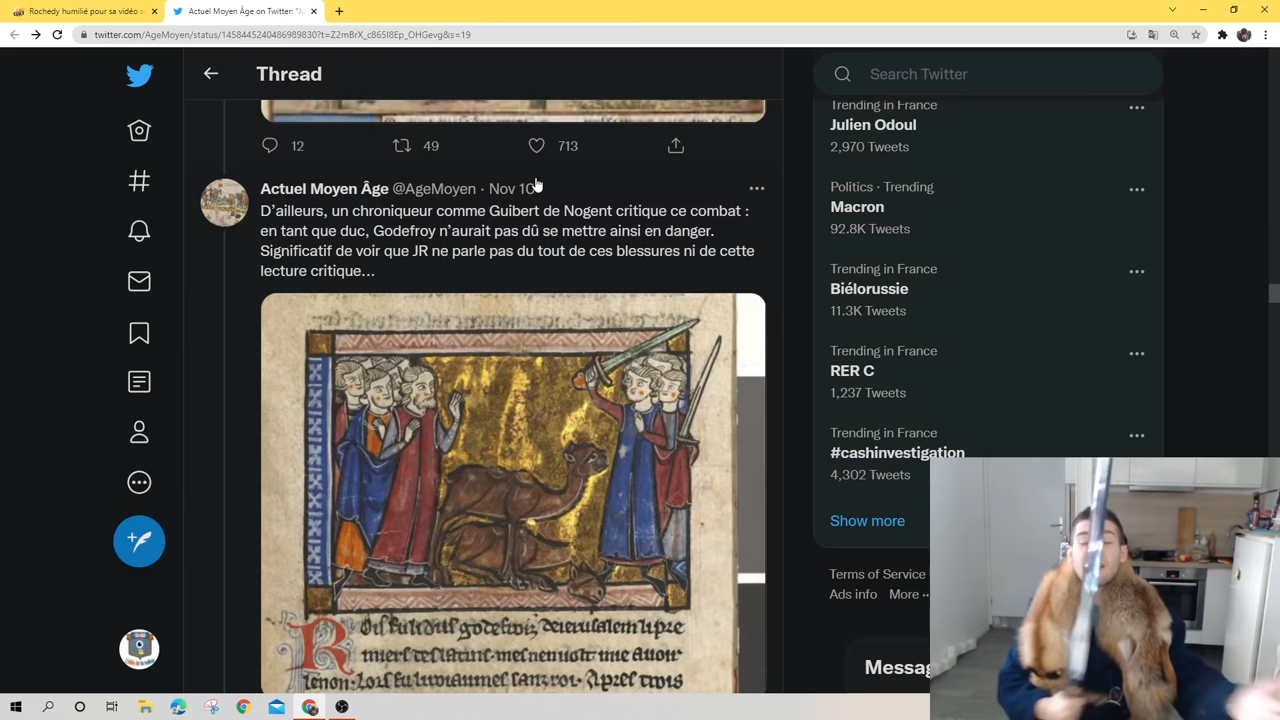 Rochedy humilié pour sa vidéo s
Actuel Moyen Âge on Twitter: "Ju
twitter.com/AgeMoyen/status/1458445240486989830?t=Z2mBrX_c865I8Ep_OHGevg&s=19
Thread
Search Twitter
Trending in France
Julien Odoul
2,970 Tweets
12
49
713
Actuel Moyen Âge @AgeMoyen · Nov 10
D'ailleurs, un chroniqueur comme Guibert de Nogent critique ce combat :
en tant que duc, Godefroy n'aurait pas dû se mettre ainsi en danger.
Significatif de voir que JR ne parle pas du tout de ces blessures ni de cette
lecture critique…
Politics · Trending
Macron
92.8K Tweets
Trending in France
Biélorussie
11.3K Tweets
Trending in France
RER C
1,237 Tweets
Trending in France
#cashinvestigation
4,302 Tweets
Show more
Terms of Service
Ads info More ··
Messag